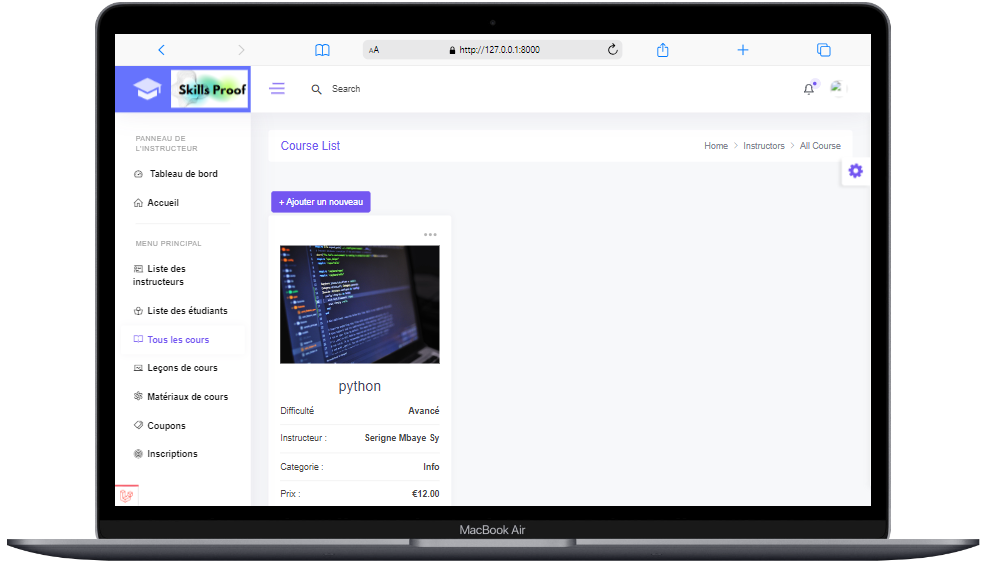 AA http://127.0.0.1:8000
Skills Proof
Search
PANNEAU DE
L'INSTRUCTEUR
Tableau de bord
Accueil
MENU PRINCIPAL
Liste des
instructeurs
Liste des étudiants
Tous les cours
Leçons de cours
Matériaux de cours
Coupons
Inscriptions
Course List
Home > Instructors > All Course
+ Ajouter un nouveau
python
Difficulté Avancé
Instructeur : Serigne Mbaye Sy
Categorie : Info
Prix : €12.00
MacBook Air